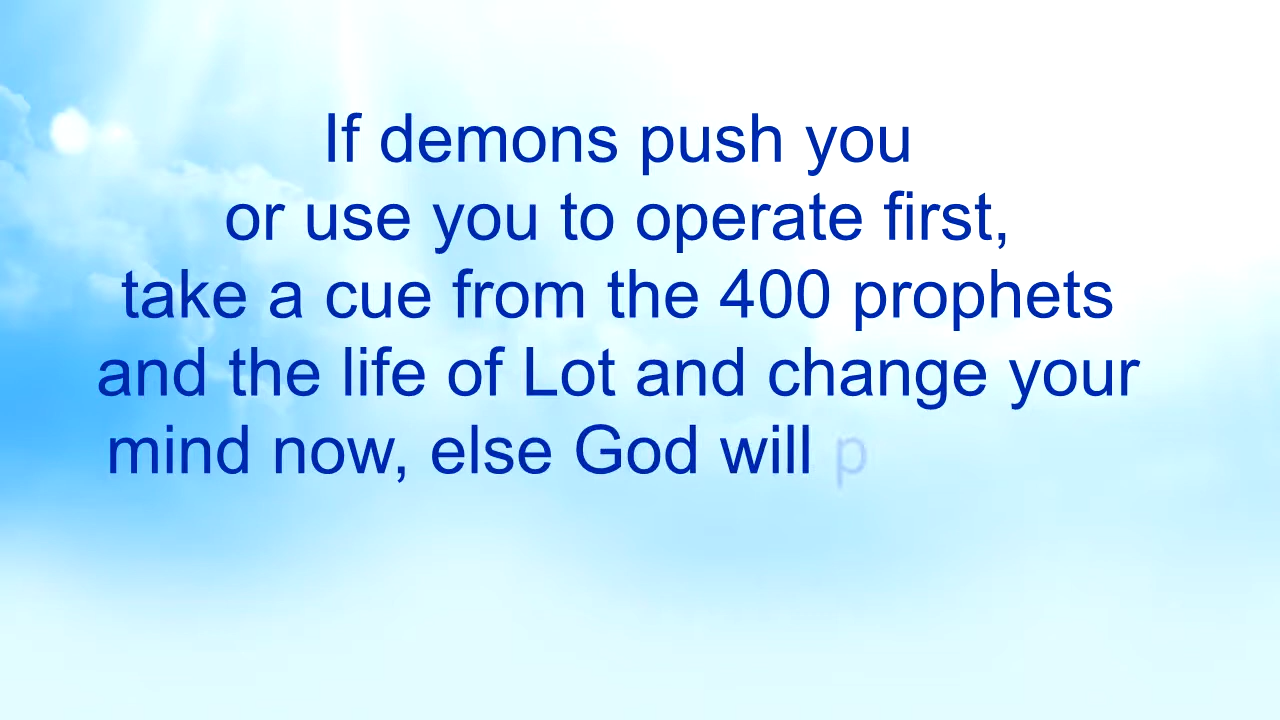 If demons push you
or use you to operate first,
take a cue from the 400 prophets
and the life of Lot and change your
mind now, else God will p